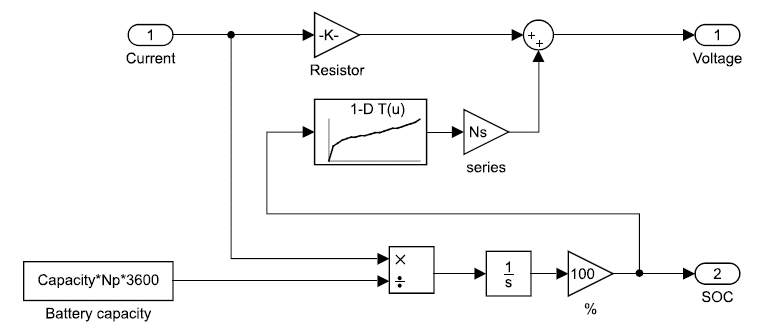 1
Current
-K-
Resistor
+
+
1
Voltage
1-D T(u)
Ns
series
Capacity*Np*3600
Battery capacity
×
÷
1
s
100
%
2
SOC